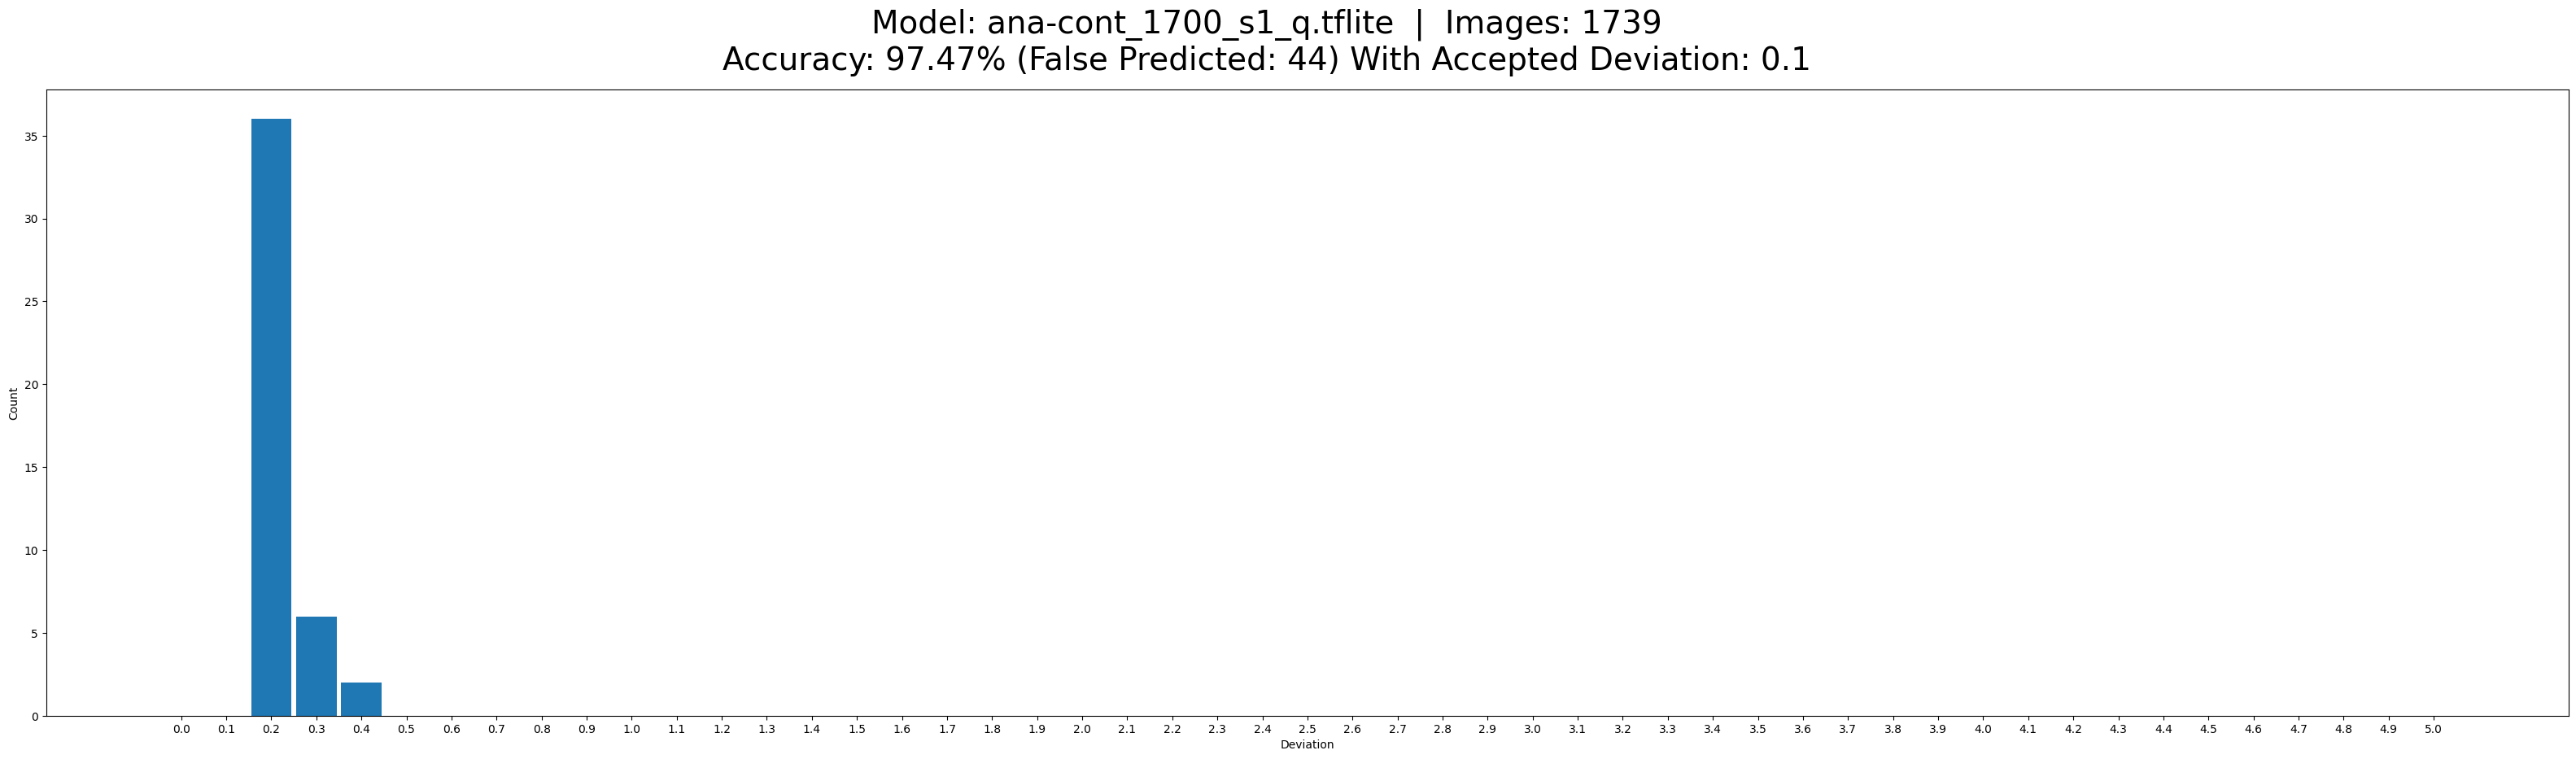 Model: ana-cont_1700_s1_q.tflite | Images: 1739
Accuracy: 97.47% (False Predicted: 44) With Accepted Deviation: 0.1
35
30
25
20
15
10
5
0
Count
0.0 0.1 0.2 0.3 0.4 0.5 0.6 0.7 0.8 0.9 1.0 1.1 1.2 1.3 1.4 1.5 1.6 1.7 1.8 1.9 2.0 2.1 2.2 2.3 2.4 2.5 2.6 2.7 2.8 2.9 3.0 3.1 3.2 3.3 3.4 3.5 3.6 3.7 3.8 3.9 4.0 4.1 4.2 4.3 4.4 4.5 4.6 4.7 4.8 4.9 5.0
Deviation